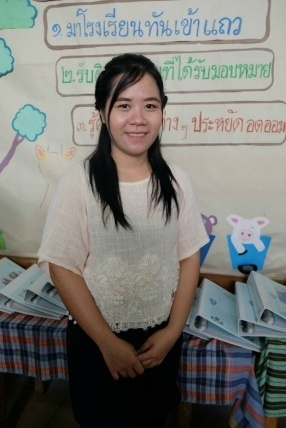 ๑.มาโรงเรียนทันเข้าแถว
๒.รับ ที่ได้รับมอบหมาย
๓.รู้ ๆ ประหยัด อดออม